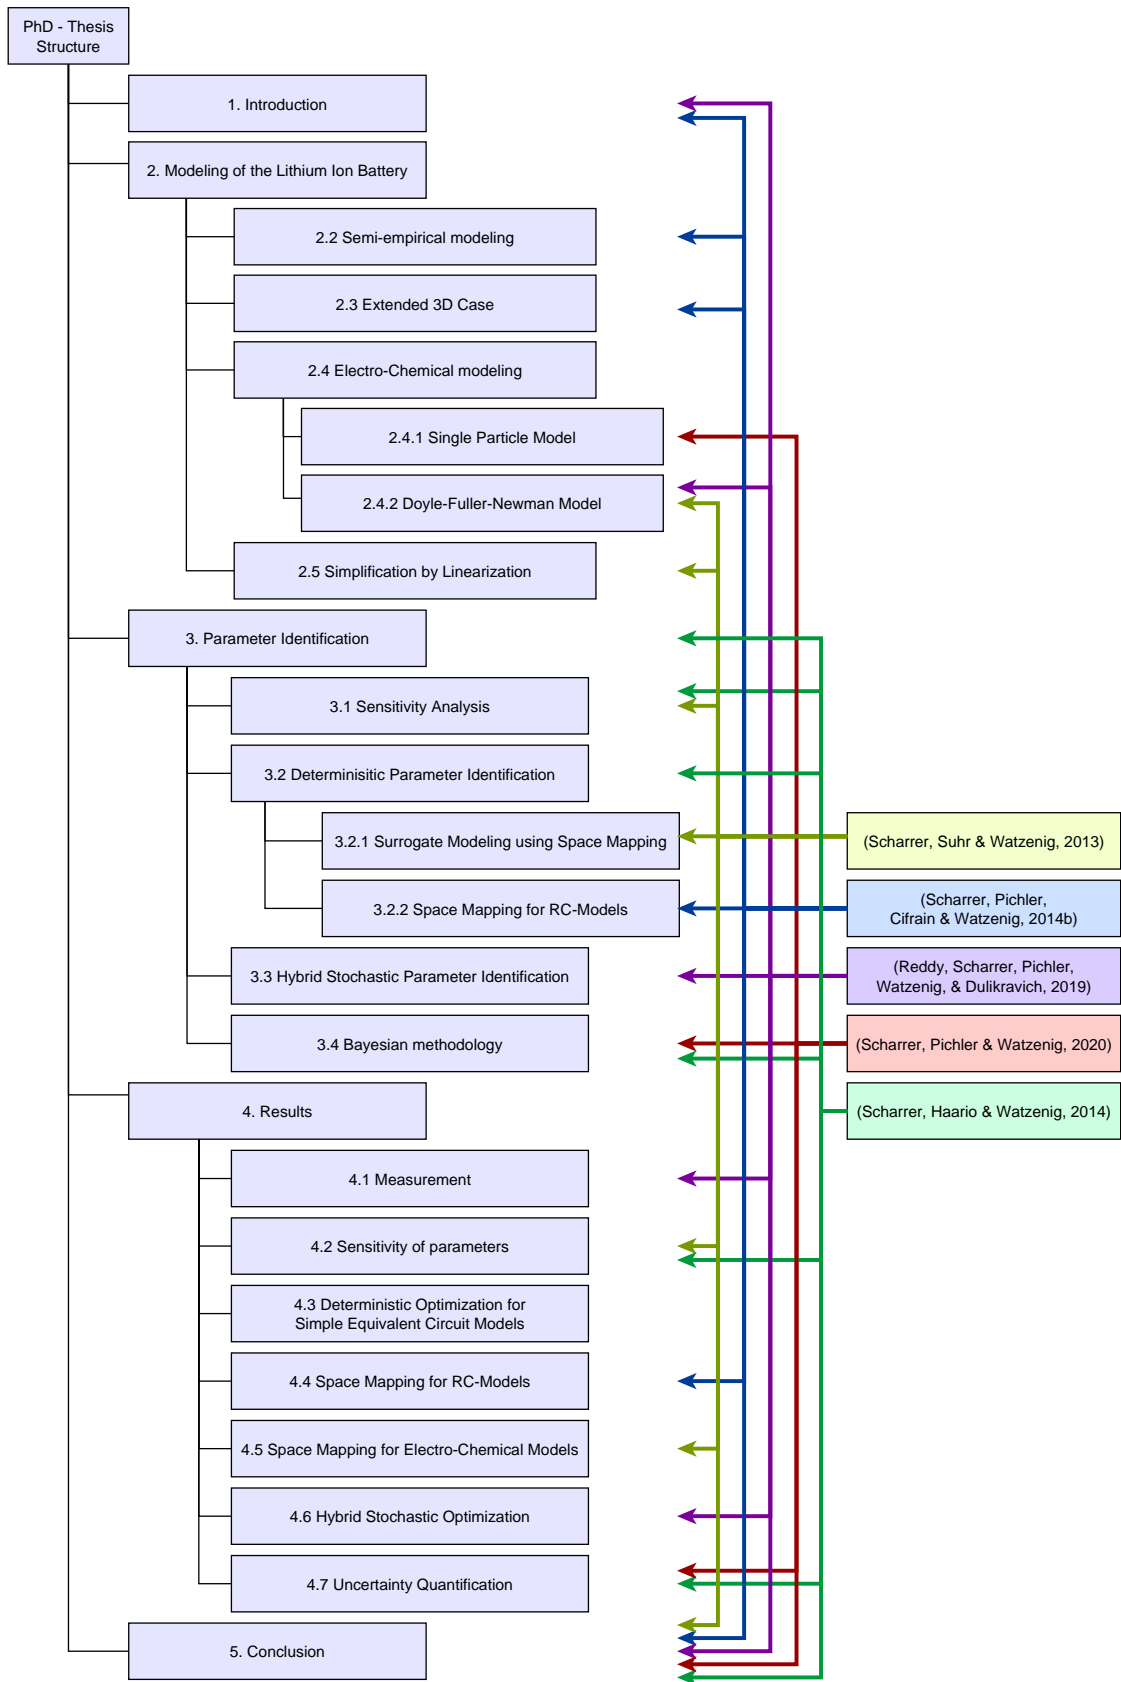 PhD - Thesis
Structure
1. Introduction
2. Modeling of the Lithium Ion Battery
2.2 Semi-empirical modeling
2.3 Extended 3D Case
2.4 Electro-Chemical modeling
2.4.1 Single Particle Model
2.4.2 Doyle-Fuller-Newman Model
2.5 Simplification by Linearization
3. Parameter Identification
3.1 Sensitivity Analysis
3.2 Determinisitic Parameter Identification
3.2.1 Surrogate Modeling using Space Mapping
(Scharrer, Suhr & Watzenig, 2013)
3.2.2 Space Mapping for RC-Models
(Scharrer, Pichler,
Cifrain & Watzenig, 2014b)
3.3 Hybrid Stochastic Parameter Identification
(Reddy, Scharrer, Pichler,
Watzenig, & Dulikravich, 2019)
3.4 Bayesian methodology
(Scharrer, Pichler & Watzenig, 2020)
4. Results
(Scharrer, Haario & Watzenig, 2014)
4.1 Measurement
4.2 Sensitivity of parameters
4.3 Deterministic Optimization for
Simple Equivalent Circuit Models
4.4 Space Mapping for RC-Models
4.5 Space Mapping for Electro-Chemical Models
4.6 Hybrid Stochastic Optimization
4.7 Uncertainty Quantification
5. Conclusion